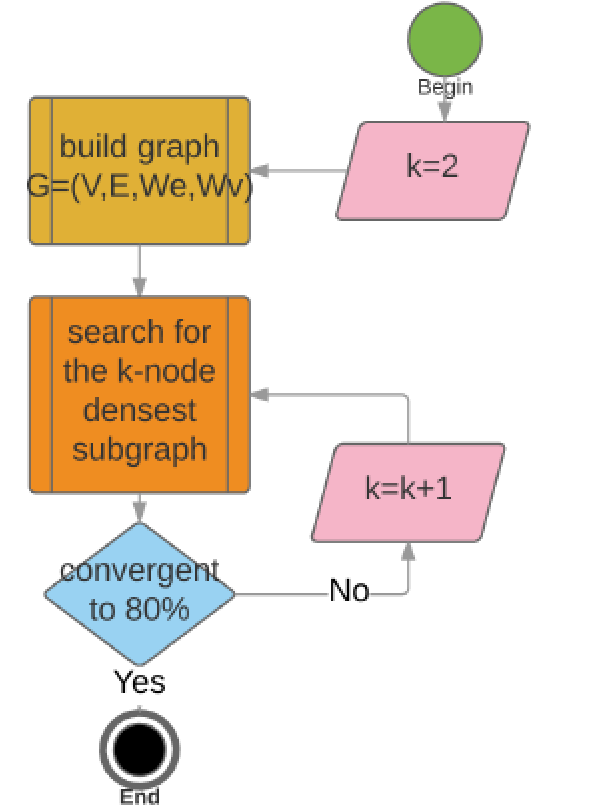 Begin
k=2
build graph
G=(V,E,We,Wv)
search for
the k-node
densest
subgraph
k=k+1
convergent
to 80%
No
Yes
End